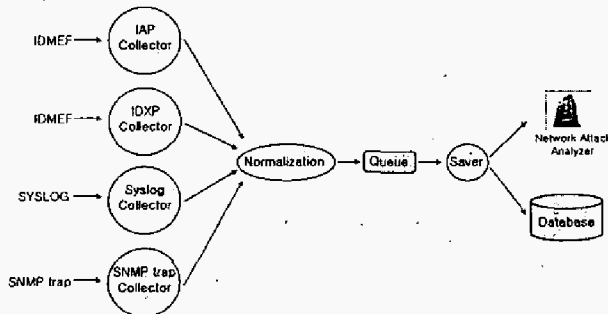 IDMEF
IAP
Collector
IDMEF
IDXP
Collector
SYSLOG
Syslog
Collector
SNMP trap
SNMP trap
Collector
Normalization
Queue
Saver
Network Attack
Analyzer
Database